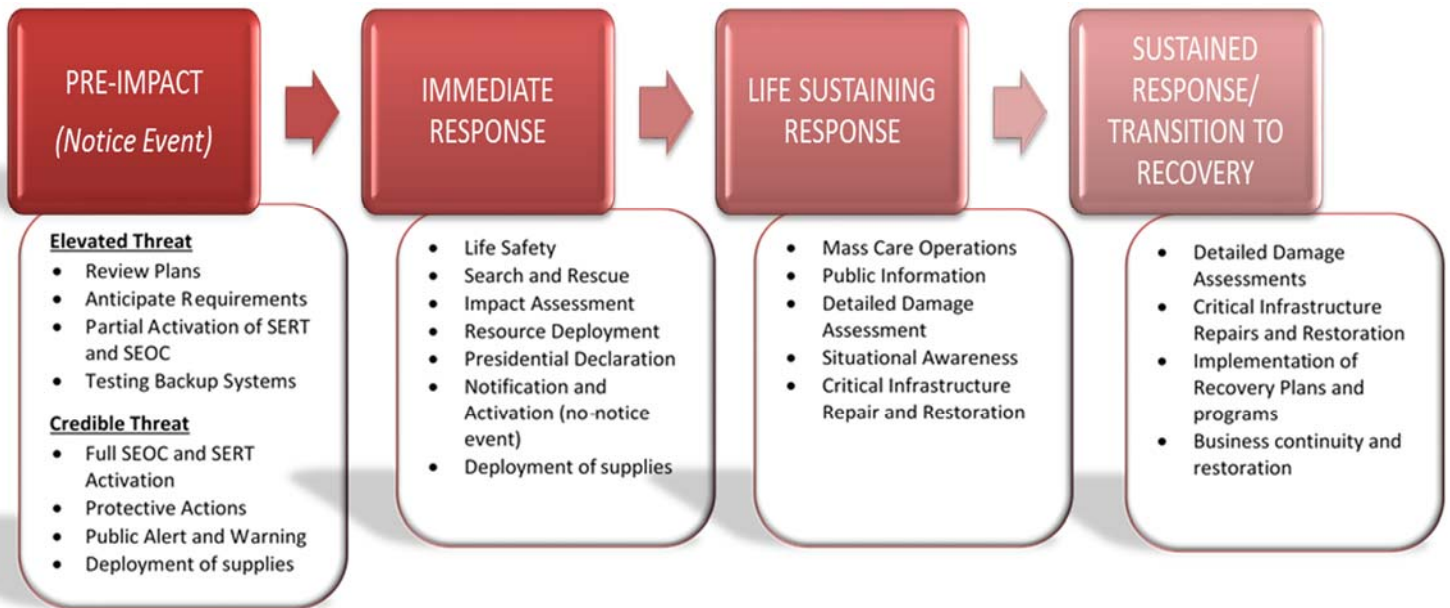 PRE-IMPACT
(Notice Event)
Elevated Threat
• Review Plans
• Anticipate Requirements
• Partial Activation of SERT
and SEOC
• Testing Backup Systems
Credible Threat
• Full SEOC and SERT
Activation
• Protective Actions
• Public Alert and Warning
• Deployment of supplies
IMMEDIATE
RESPONSE
• Life Safety
• Search and Rescue
• Impact Assessment
• Resource Deployment
• Presidential Declaration
• Notification and
Activation (no-notice
event)
• Deployment of supplies
LIFE SUSTAINING
RESPONSE
• Mass Care Operations
• Public Information
• Detailed Damage
Assessment
• Situational Awareness
• Critical Infrastructure
Repair and Restoration
SUSTAINED
RESPONSE/
TRANSITION TO
RECOVERY
• Detailed Damage
Assessments
• Critical Infrastructure
Repairs and Restoration
• Implementation of
Recovery Plans and
programs
• Business continuity and
restoration